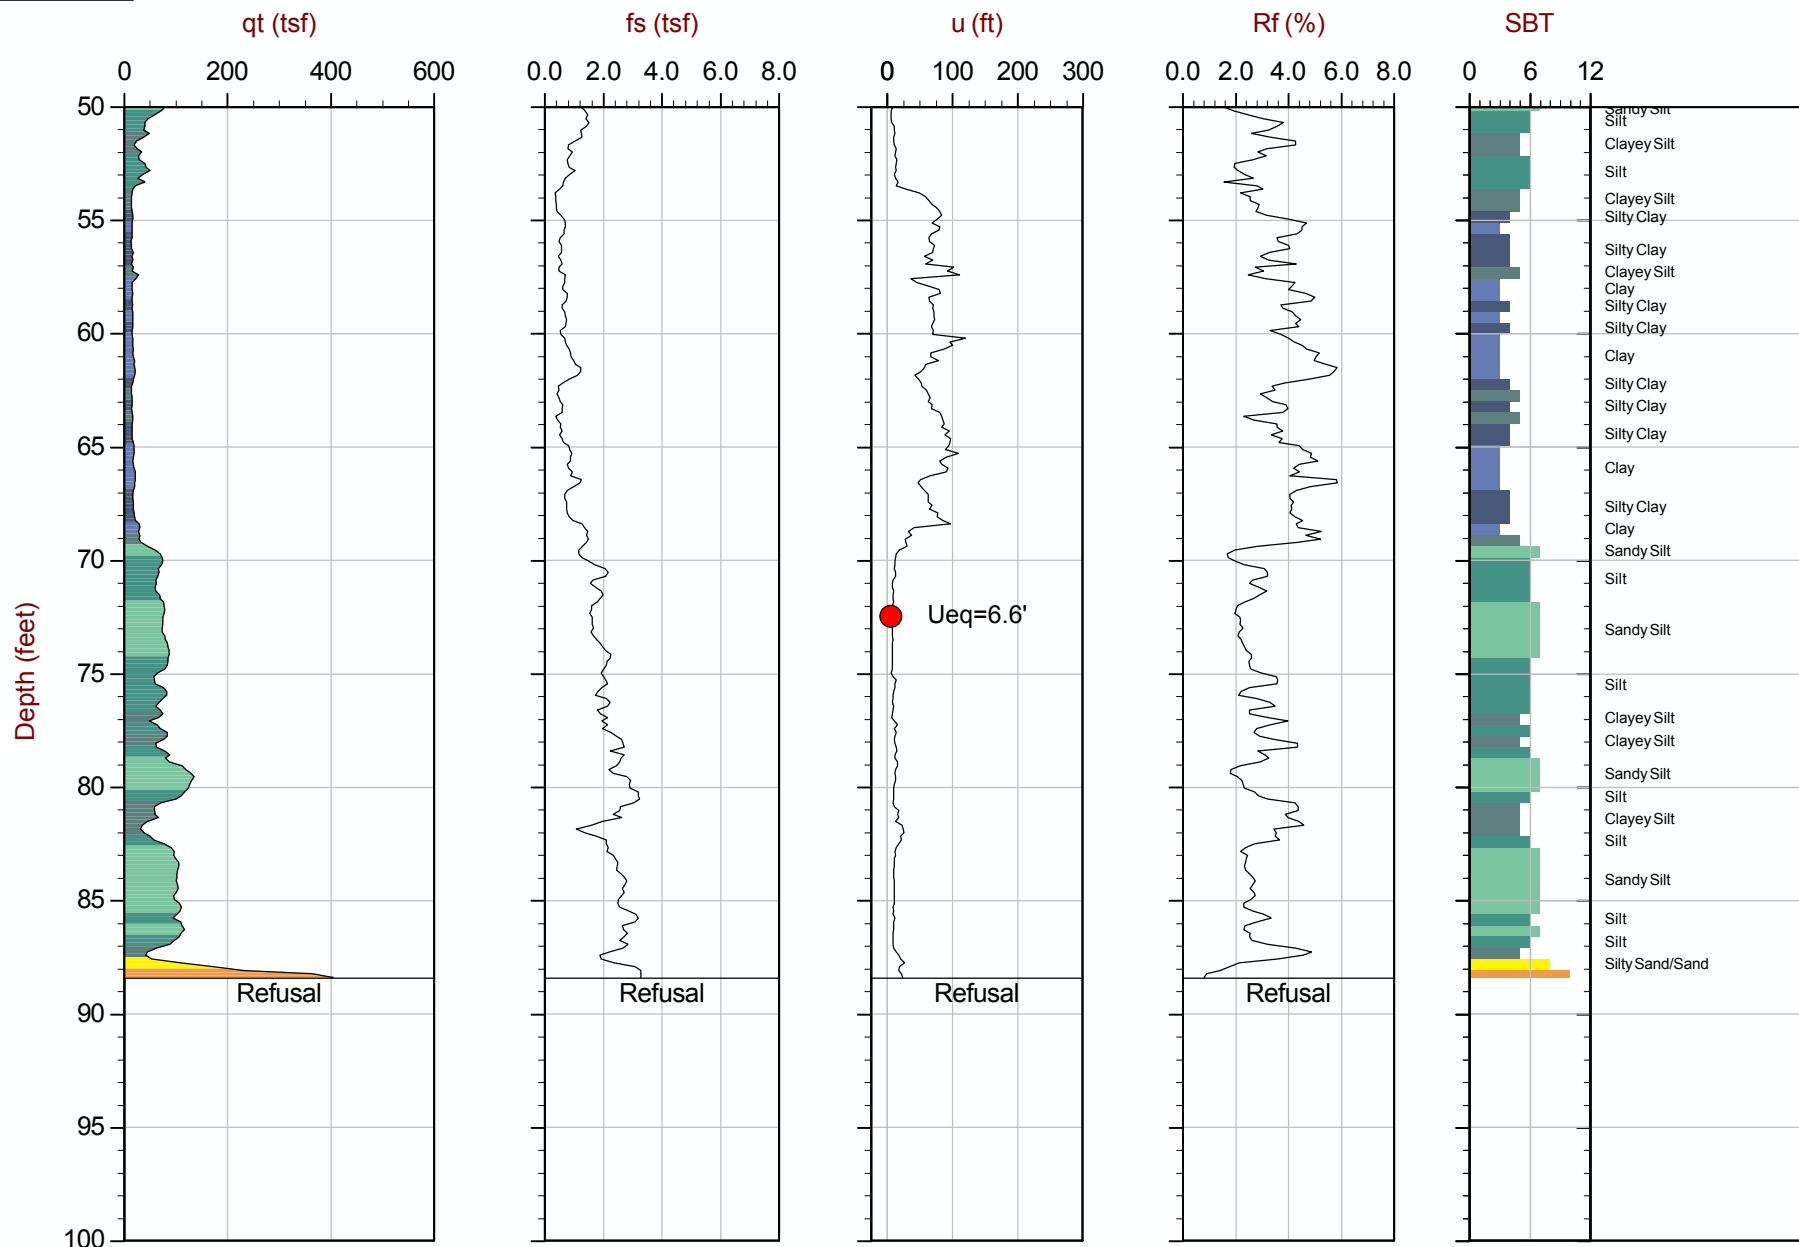 qt (tsf) fs (tsf) u (ft) Rf (%) SBT
0 200 400 600 0.0 2.0 4.0 6.0 8.0 0 100 200 300 0.0 2.0 4.0 6.0 8.0 0 6 12
50
Sandy Silt
Silt
Clayey Silt
Silt
Clayey Silt
Silty Clay
55
Silty Clay
Clayey Silt
Clay
Silty Clay
Silty Clay
60
Clay
Silty Clay
Silty Clay
Silty Clay
65
Clay
Silty Clay
Clay
Sandy Silt
70
Silt
Ueq=6.6'
Sandy Silt
Depth (feet)
75
Silt
Clayey Silt
Clayey Silt
Sandy Silt
80
Silt
Clayey Silt
Silt
Sandy Silt
85
Silt
Silt
Silty Sand/Sand
Refusal Refusal Refusal Refusal
90
95
100